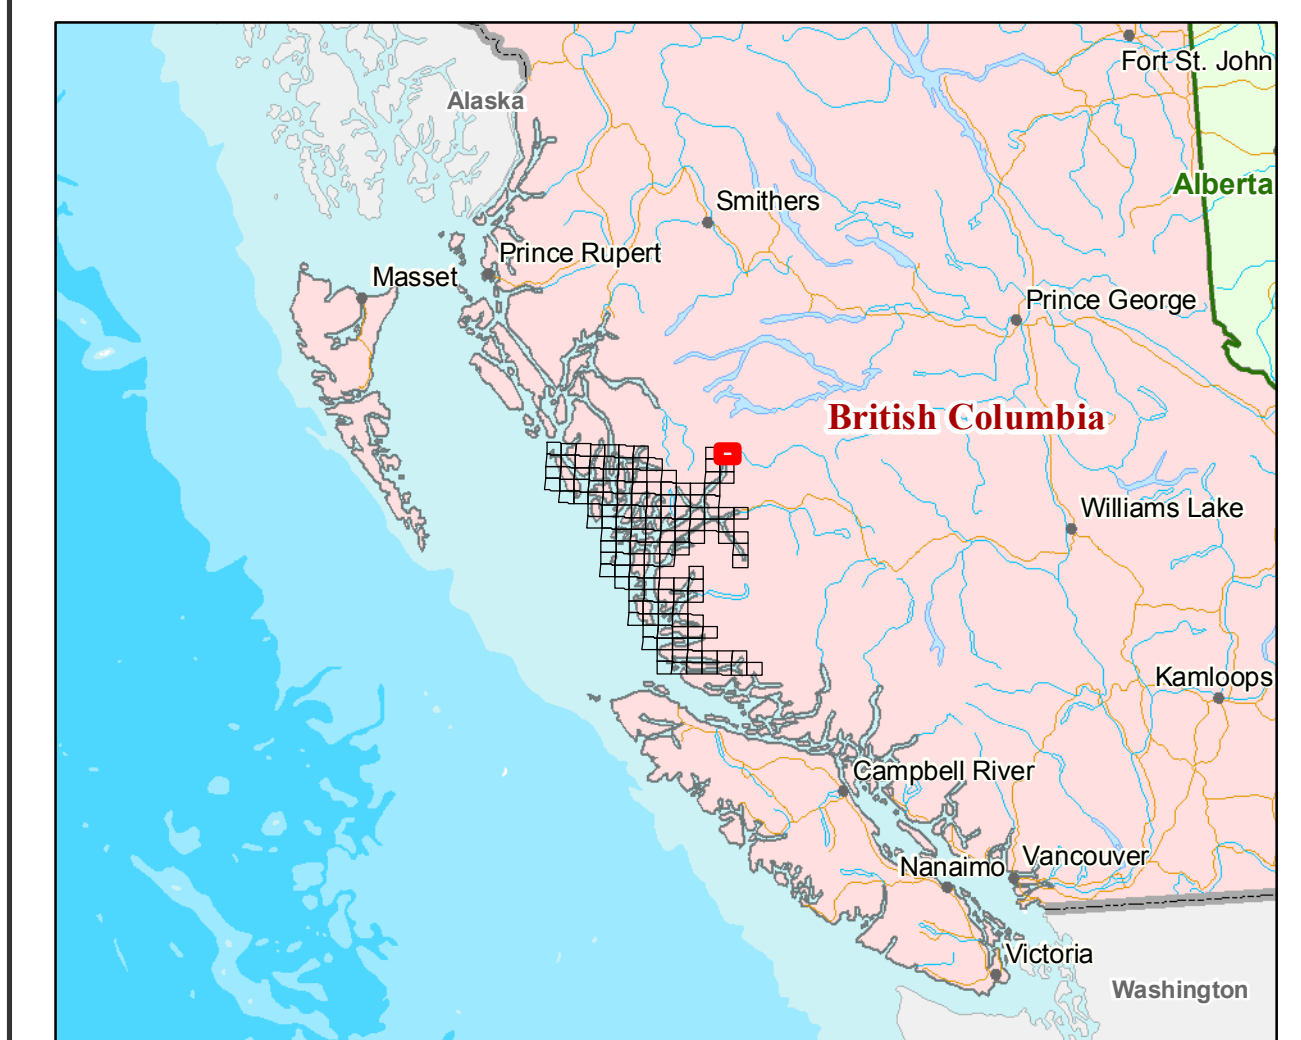 Fort St. John
Alaska
Alberta
Smithers
Prince Rupert
Masset
Prince George
British Columbia
Williams Lake
Kamloops
Campbell River
Vancouver
Nanaimo
Victoria
Washington